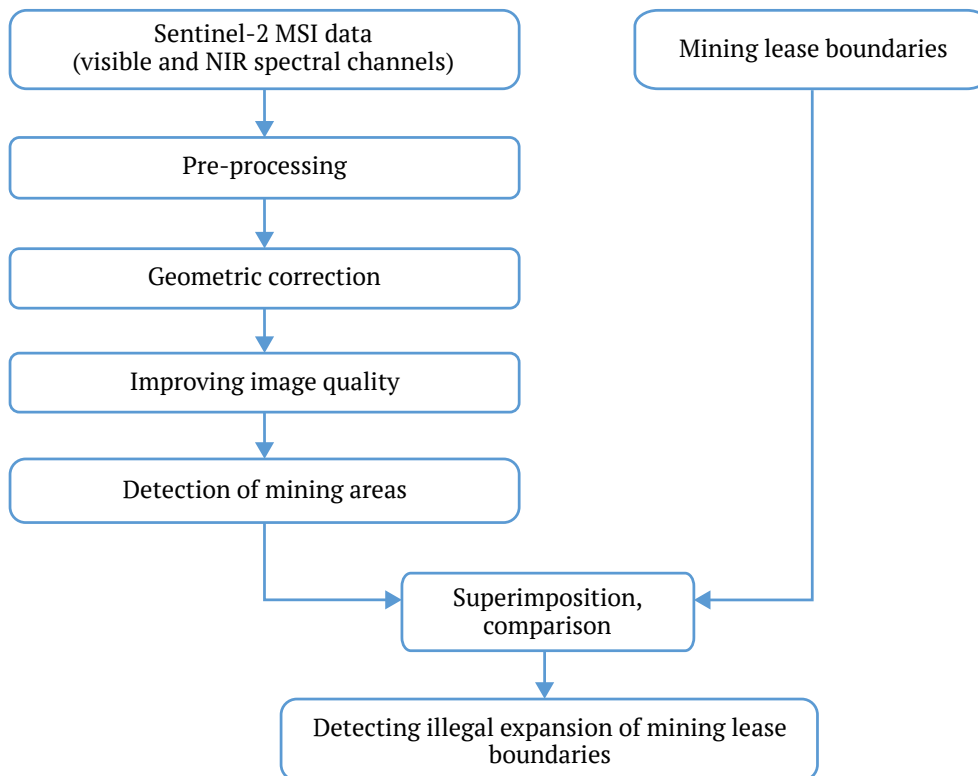 Sentinel-2 MSI data
(visible and NIR spectral channels)
Mining lease boundaries
Pre-processing
Geometric correction
Improving image quality
Detection of mining areas
Superimposition,
comparison
Detecting illegal expansion of mining lease
boundaries